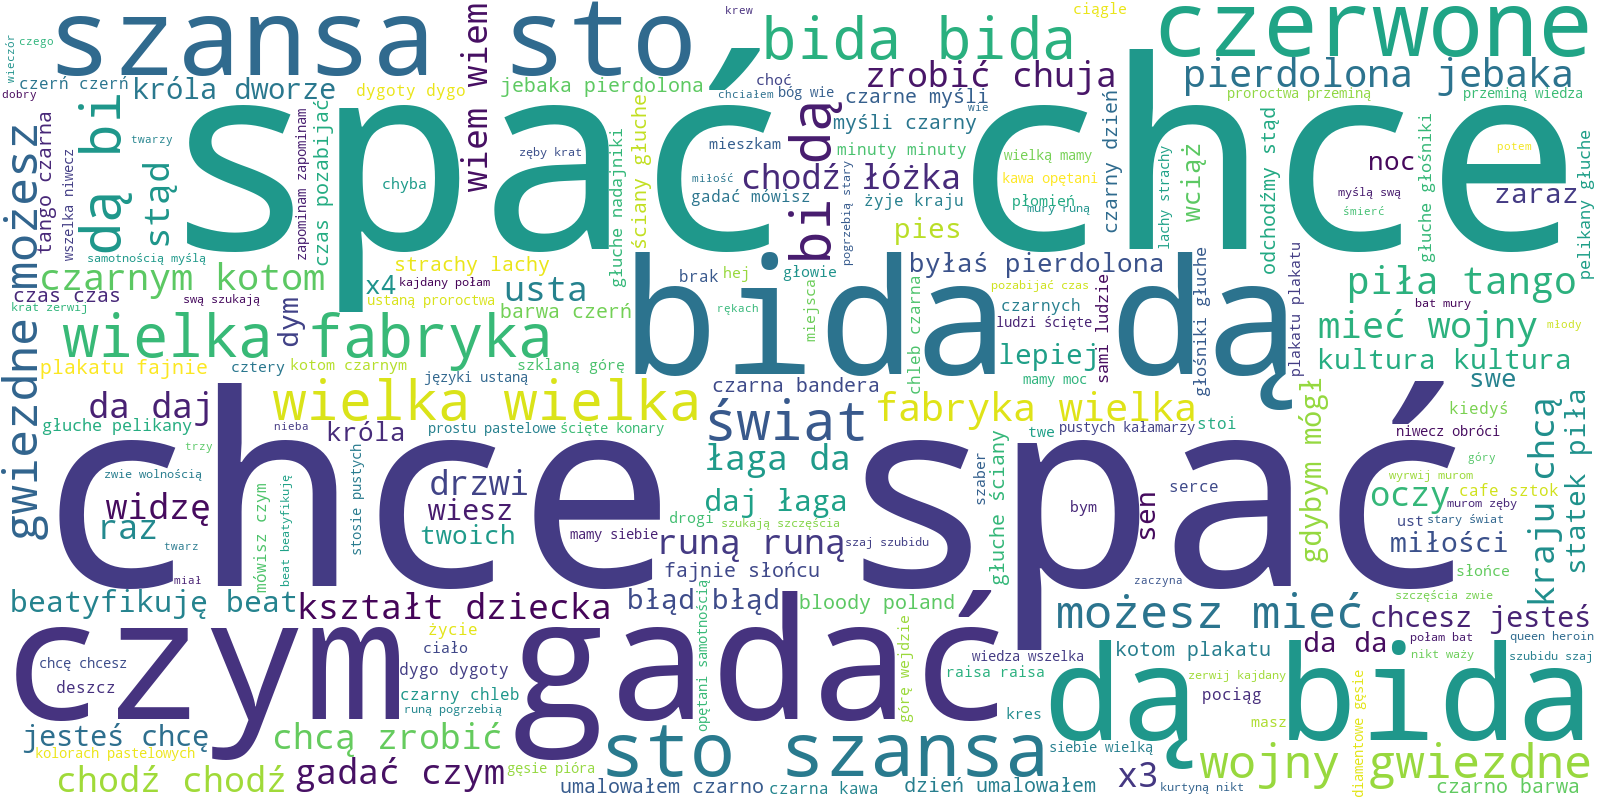 szansa sto
krew
bida bida
ciągle
czerwone
wieczór
czego
wiem wiem
czerń czerń
króla dworze
dygoty dygo
jebaka pierdolona
choć
zrobić chuja
pierdolona jebaka
dobry
dą bi
chciałem
bóg wie
czarne myśli
wie
proroctwa przeminą
przeminą wiedza
spać chce
tango czarna
twarzy
stąd
zapominam zapominam
czas pozabijać
zęby krat
chyba
głuche nadajniki
ściany głuche
mieszkam
miłość
bi dą
myśli czarny
minuty minuty
chodź łóżka
gadać mówisz
żyje kraju
pogrzebią stary
wielką mamy
kawa opętani
płomień
mury runą
czarny dzień
lachy strachy
wciąż
odchodźmy stąd
noc
myślą swą
śmierć
głuche głośniki
potem
zaraz
pelikany głuche
możesz
wszelka niwecz
samotnością myślą
pies
czarnym kotom
x4
strachy lachy
kajdany połam
usta
bida dą
brak
hej
głowie
byłaś pierdolona
pozabijać czas
piła tango
czas czas
swą szukają
ustaną proroctwa
barwa czerń
rękach
miejsca
chleb czarna
czarnych
ludzi ścięte
sami ludzie
głośniki głuche
plakatu plakatu
bat mury
krat zerwij
dym
wielka fabryka
mieć wojny
młody
gwiezdne
plakatu fajnie
cztery
kotom czarnym
szklaną górę
języki ustaną
lepiej
mamy moc
kultura kultura
czarna bandera
swe
da daj
wielka wielka
świat
fabryka wielka
gdybym mógł
kiedyś
głuche pelikany
nieba
króla
prostu pastelowe
ścięte konary
twe
pustych kałamarzy
stoi
niwecz obróci
chcą
statek piła
trzy
chce spać
zwie wolnością
łaga da
góry
widzę
mówisz czym
beat beatyfikuję
stosie pustych
drzwi
wiesz
twoich
daj łaga
szaber
głuche ściany
serce
bym
sen
wyrwij murom
oczy
cafe sztok
murom zęby
raz
twarz
drogi
szukają szczęścia
mamy siebie
runą runą
szaj szubidu
ust
stary świat
miłości
kraju
miał
fajnie słońcu
zaczyna
słońce
beatyfikuję beat
kształt dziecka
błąd błąd
bloody poland
możesz mieć
szczęścia zwie
chcesz jesteś
czym gadać
życie
ciało
opętani samotnością
górę wejdzie
da da
połam bat
queen heroin
chcę chcesz
dygo dygoty
wiedza wszelka
kotom plakatu
nikt waży
szubidu szaj
deszcz
czarny chleb
raisa raisa
zerwij kajdany
pociąg
dą bida
runą pogrzebią
kres
masz
diamentowe gęsie
jesteś chcę
chcą zrobić
sto szansa
siebie wielką
kolorach pastelowych
gęsie pióra
x3
wojny gwiezdne
chodź chodź
gadać czym
umalowałem czarno
czarna kawa
dzień umalowałem
kurtyną nikt
czarno barwa